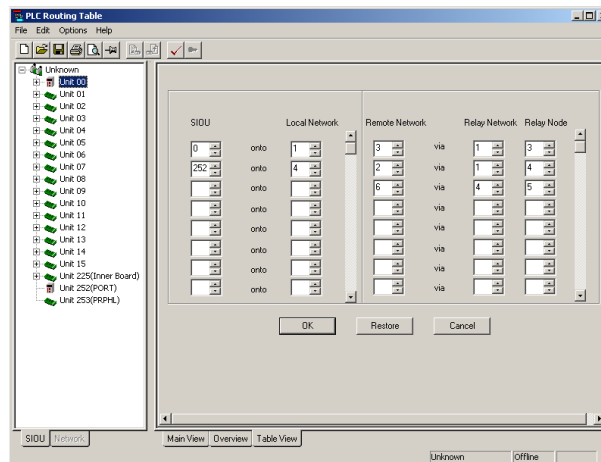 PLC Routing Table
File Edit Options Help
Unknown
Unit 00
Unit 01
Unit 02
Unit 03
Unit 04
Unit 05
Unit 06
Unit 07
Unit 08
Unit 09
Unit 10
Unit 11
Unit 12
Unit 13
Unit 14
Unit 15
Unit 225(Inner Board)
Unit 252(PORT)
Unit 253(PRPHL)
SIOU Network
SIOU Local Network Remote Network Relay Network Relay Node
0 onto 1 3 via 1 3
252 onto 4 2 via 1 4
onto 6 via 4 5
onto via
onto via
onto via
onto via
onto via
OK Restore Cancel
Main View Overview Table View
Unknown Offline